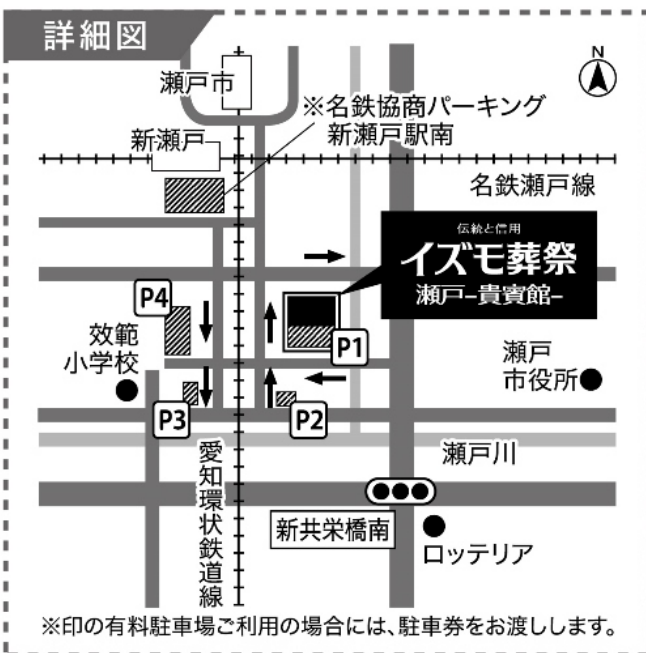 詳細図
N
瀬戸市
※名鉄協商パーキング
新瀬戸駅南
新瀬戸
名鉄瀬戸線
伝統と信用
イズモ葬祭
瀬戸-貴賓館-
P4
P1
効範
小学校
瀬戸
市役所
P3
P2
愛知環状鉄道線
瀬戸川
新共栄橋南
ロッテリア
※印の有料駐車場ご利用の場合には、駐車券をお渡しします。